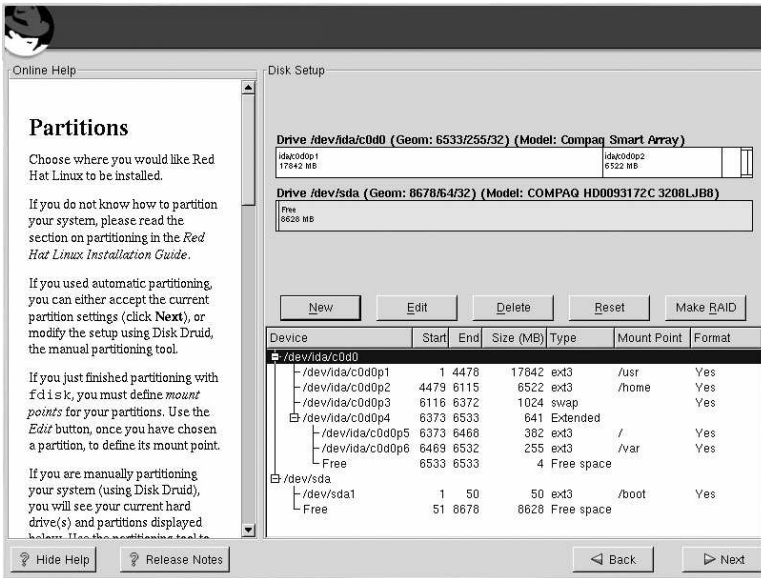 Online Help
Partitions
Choose where you would like Red
Hat Linux to be installed.
If you do not know how to partition
your system, please read the
section on partitioning in the Red
Hat Linux Installation Guide.
If you used automatic partitioning,
you can either accept the current
partition settings (click Next), or
modify the setup using Disk Druid,
the manual partitioning tool.
If you just finished partitioning with
fdisk, you must define mount
points for your partitions. Use the
Edit button, once you have chosen
a partition, to define its mount point.
If you are manually partitioning
your system (using Disk Druid),
you will see your current hard
drive(s) and partitions displayed
below. Use the partitioning tool to
Disk Setup
Drive /dev/ida/c0d0 (Geom: 6533/255/32) (Model: Compaq Smart Array)
ida/c0d0p1 ida/c0d0p2
17842 MB 6522 MB
Drive /dev/sda (Geom: 8678/64/32) (Model: COMPAQ HD0093172C 3208LJB8)
Free
8628 MB
New Edit Delete Reset Make RAID
Device Start End Size (MB) Type Mount Point Format
/dev/ida/c0d0
/dev/ida/c0d0p1 1 4478 17842 ext3 /usr Yes
/dev/ida/c0d0p2 4479 6115 6522 ext3 /home Yes
/dev/ida/c0d0p3 6116 6372 1024 swap Yes
/dev/ida/c0d0p4 6373 6533 641 Extended
/dev/ida/c0d0p5 6373 6468 382 ext3 / Yes
/dev/ida/c0d0p6 6469 6532 255 ext3 /var Yes
Free 6533 6533 4 Free space
/dev/sda
/dev/sda1 1 50 50 ext3 /boot Yes
Free 51 8678 8628 Free space
Hide Help Release Notes Back Next